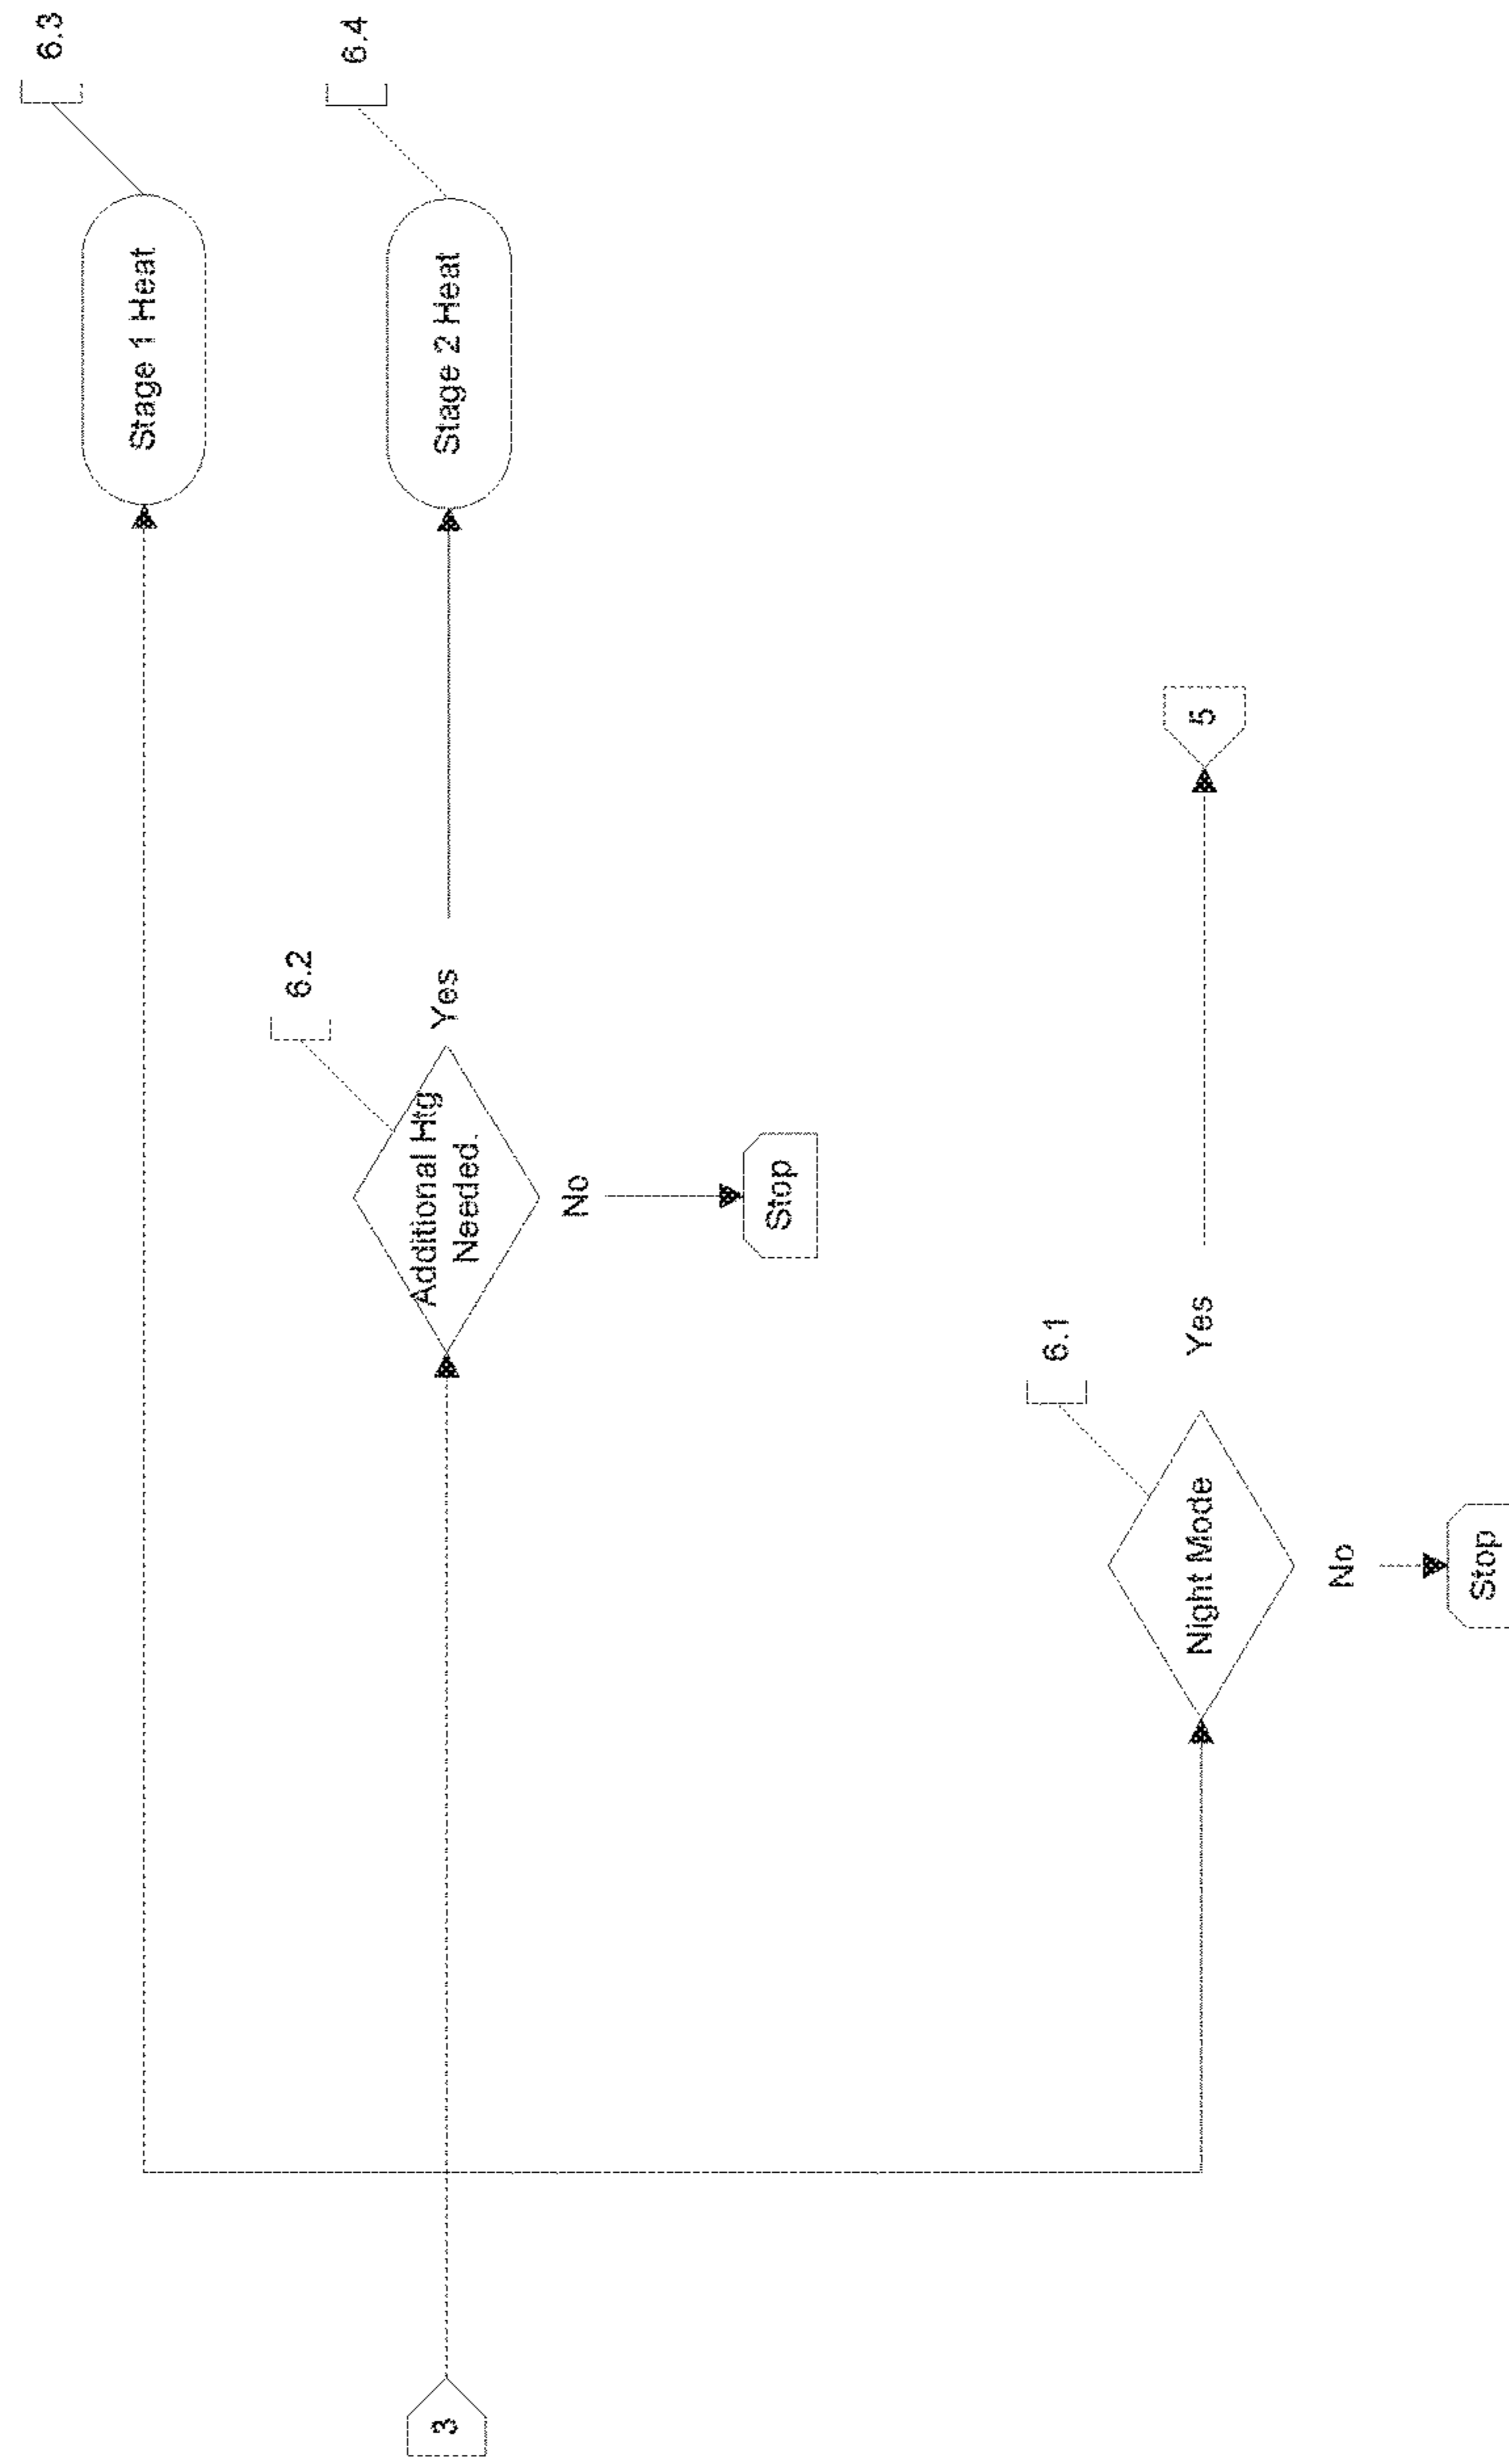 6.3
Stage 1 Heat
6.4
Stage 2 Heat
6.2
Additional Htg
Needed.
Yes
No
Stop
3
5
6.1
Night Mode
Yes
No
Stop